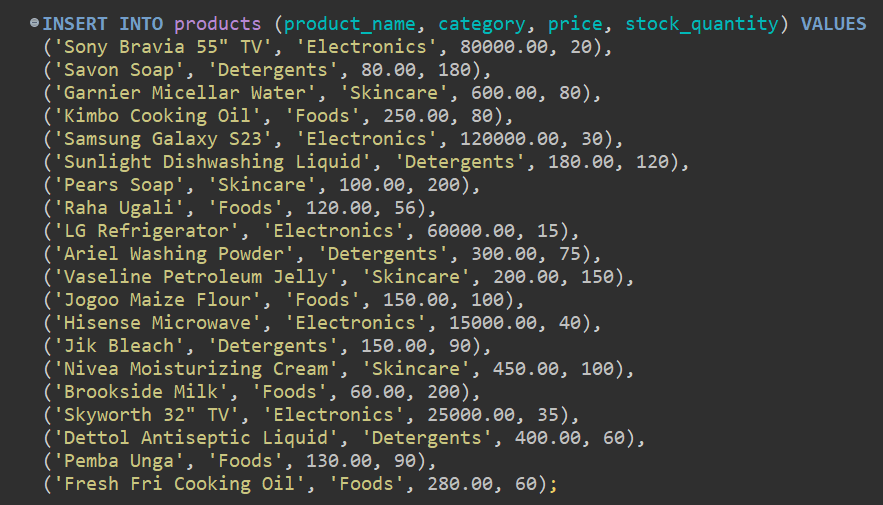 INSERT INTO products (product_name, category, price, stock_quantity) VALUES
('Sony Bravia 55" TV', 'Electronics', 80000.00, 20),
('Savon Soap', 'Detergents', 80.00, 180),
('Garnier Micellar Water', 'Skincare', 600.00, 80),
('Kimbo Cooking Oil', 'Foods', 250.00, 80),
('Samsung Galaxy S23', 'Electronics', 120000.00, 30),
('Sunlight Dishwashing Liquid', 'Detergents', 180.00, 120),
('Pears Soap', 'Skincare', 100.00, 200),
('Raha Ugali', 'Foods', 120.00, 56),
('LG Refrigerator', 'Electronics', 60000.00, 15),
('Ariel Washing Powder', 'Detergents', 300.00, 75),
('Vaseline Petroleum Jelly', 'Skincare', 200.00, 150),
('Jogoo Maize Flour', 'Foods', 150.00, 100),
('Hisense Microwave', 'Electronics', 15000.00, 40),
('Jik Bleach', 'Detergents', 150.00, 90),
('Nivea Moisturizing Cream', 'Skincare', 450.00, 100),
('Brookside Milk', 'Foods', 60.00, 200),
('Skyworth 32" TV', 'Electronics', 25000.00, 35),
('Dettol Antiseptic Liquid', 'Detergents', 400.00, 60),
('Pemba Unga', 'Foods', 130.00, 90),
('Fresh Fri Cooking Oil', 'Foods', 280.00, 60);